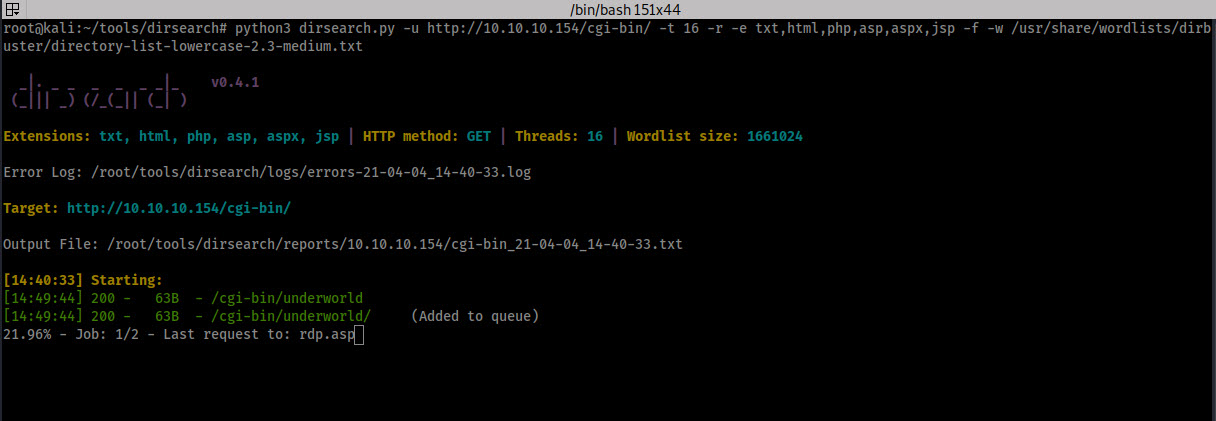 /bin/bash 151x44
root@kali:~/tools/dirsearch# python3 dirsearch.py -u http://10.10.10.154/cgi-bin/ -t 16 -r -e txt,html,php,asp,aspx,jsp -f -w /usr/share/wordlists/dirb
uster/directory-list-lowercase-2.3-medium.txt
  _|. _ _  _  _  _ _|_    v0.4.1
 (_||| _) (/_(_|| (_| )
Extensions: txt, html, php, asp, aspx, jsp | HTTP method: GET | Threads: 16 | Wordlist size: 1661024
Error Log: /root/tools/dirsearch/logs/errors-21-04-04_14-40-33.log
Target: http://10.10.10.154/cgi-bin/
Output File: /root/tools/dirsearch/reports/10.10.10.154/cgi-bin_21-04-04_14-40-33.txt
[14:40:33] Starting:
[14:49:44] 200 -   63B  - /cgi-bin/underworld
[14:49:44] 200 -   63B  - /cgi-bin/underworld/     (Added to queue)
21.96% - Job: 1/2 - Last request to: rdp.asp